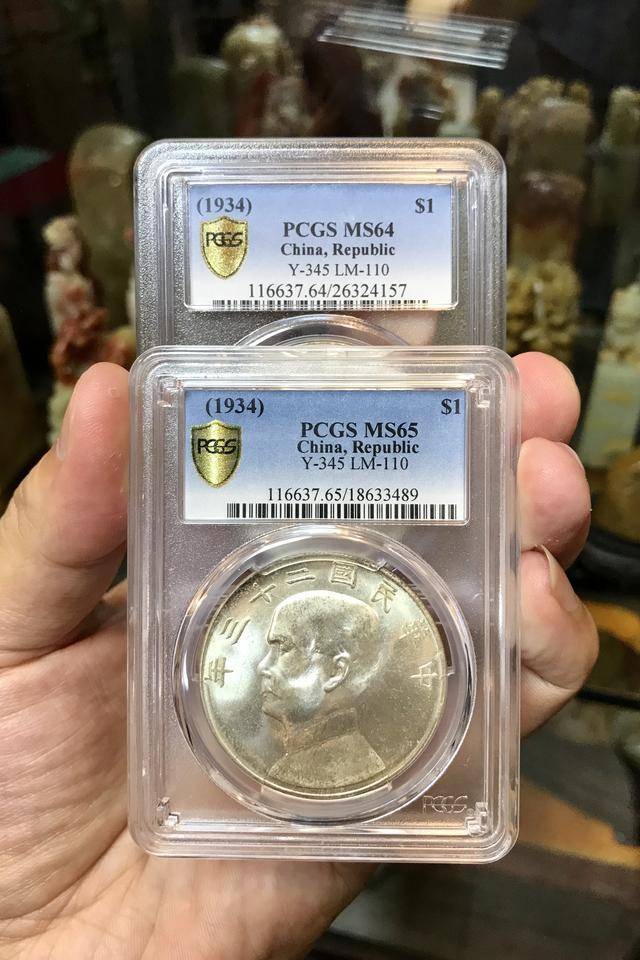 (1934) $1
PCGS
PCGS MS64
China, Republic
Y-345 LM-110
116637.64/26324157
(1934) $1
PCGS
PCGS MS65
China, Republic
Y-345 LM-110
116637.65/18633489
年三十二國民華中
PCGS